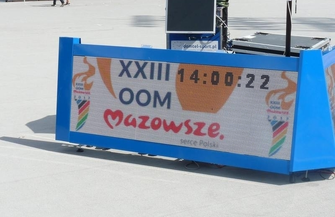 XXIII 14:00:22
OOM
mazowsze.
serce Polski